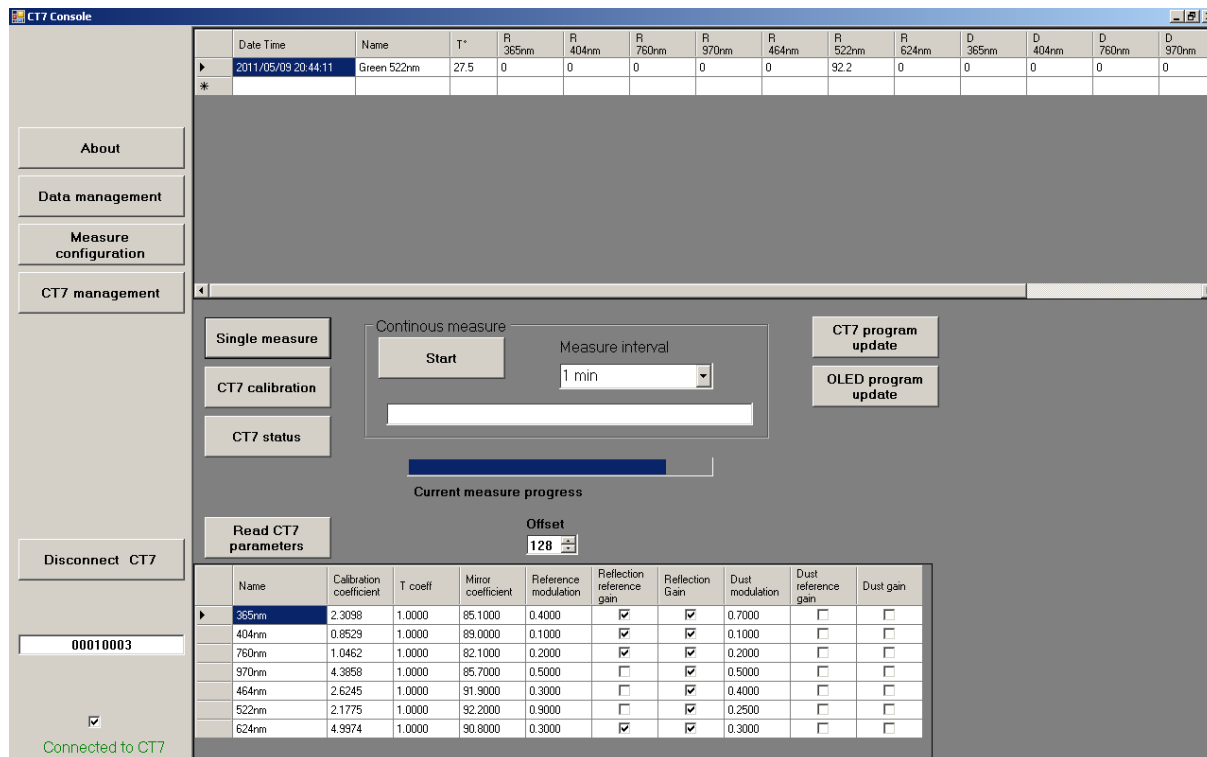 CT7 Console
Date Time Name T° R 365nm R 404nm R 760nm R 970nm R 464nm R 522nm R 624nm D 365nm D 404nm D 760nm D 970nm
2011/05/09 20:44:11 Green 522nm 27.5 0 0 0 0 0 92.2 0 0 0 0 0
About
Data management
Measure
configuration
CT7 management
Single measure
CT7 calibration
CT7 status
Continous measure
Start
Measure interval
1 min
CT7 program
update
OLED program
update
Current measure progress
Read CT7
parameters
Offset
128
Disconnect CT7
00010003
Connected to CT7
Name Calibration coefficient T coeff Mirror coefficient Reference modulation Reflection reference gain Reflection Gain Dust modulation Dust reference gain Dust gain
365nm 2.3098 1.0000 85.1000 0.4000 0.7000
404nm 0.8529 1.0000 89.0000 0.1000 0.1000
760nm 1.0462 1.0000 82.1000 0.2000 0.2000
970nm 4.3858 1.0000 85.7000 0.5000 0.5000
464nm 2.6245 1.0000 91.9000 0.3000 0.4000
522nm 2.1775 1.0000 92.2000 0.9000 0.2500
624nm 4.9974 1.0000 90.8000 0.3000 0.3000